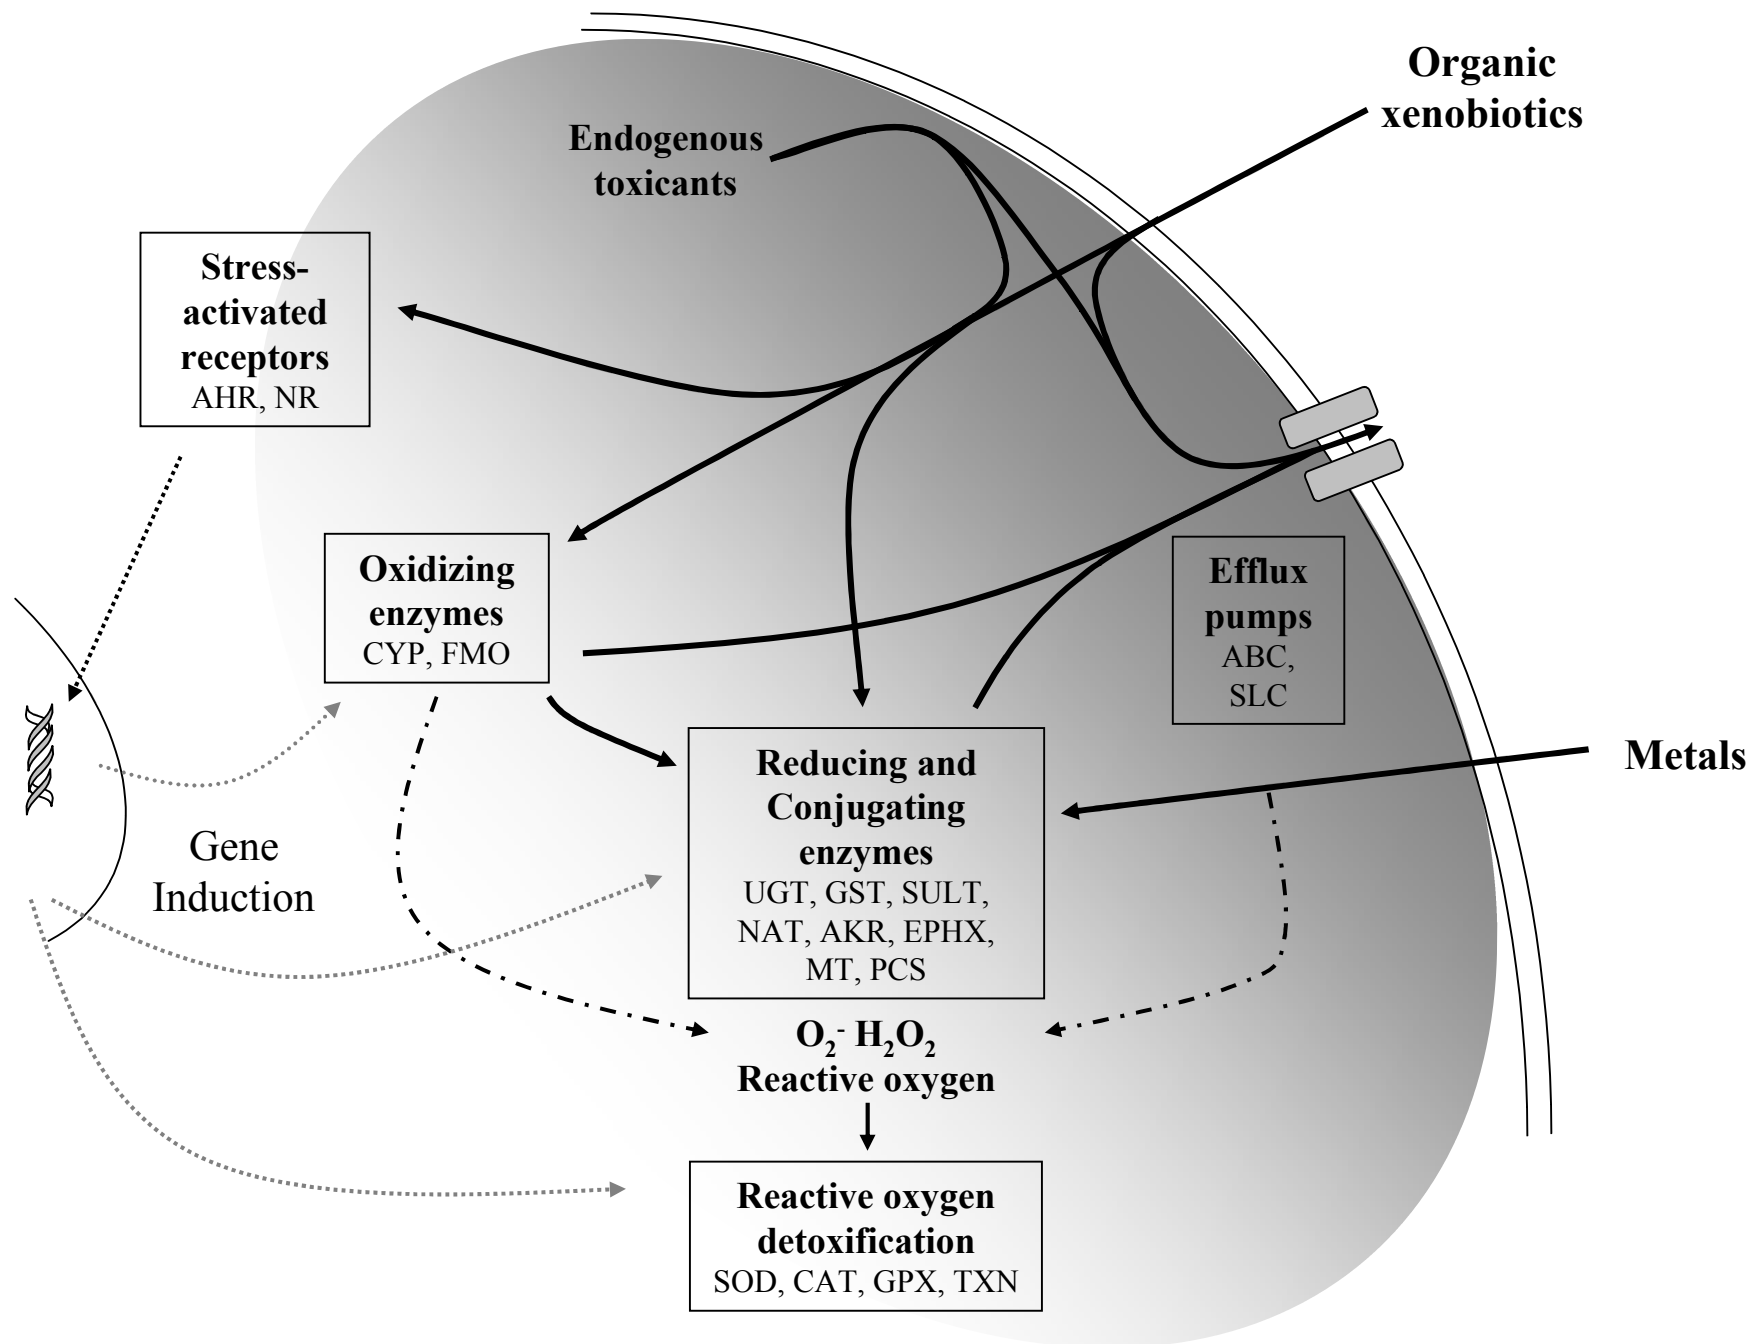 Organic
xenobiotics
Endogenous
toxicants
Stress-
activated
receptors
AHR, NR
Oxidizing
enzymes
CYP, FMO
Efflux
pumps
ABC,
SLC
Metals
Reducing and
Conjugating
enzymes
UGT, GST, SULT,
NAT, AKR, EPHX,
MT, PCS
Gene
Induction
O₂⁻ H₂O₂
Reactive oxygen
Reactive oxygen
detoxification
SOD, CAT, GPX, TXN